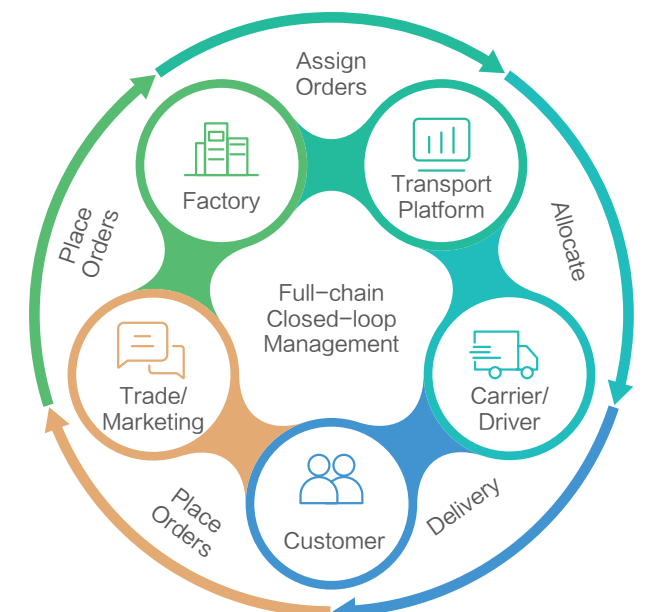 Assign
Orders
Factory
Transport
Platform
Place
Orders
Allocate
Full-chain
Closed-loop
Management
Trade/
Marketing
Carrier/
Driver
Place
Orders
Customer
Delivery